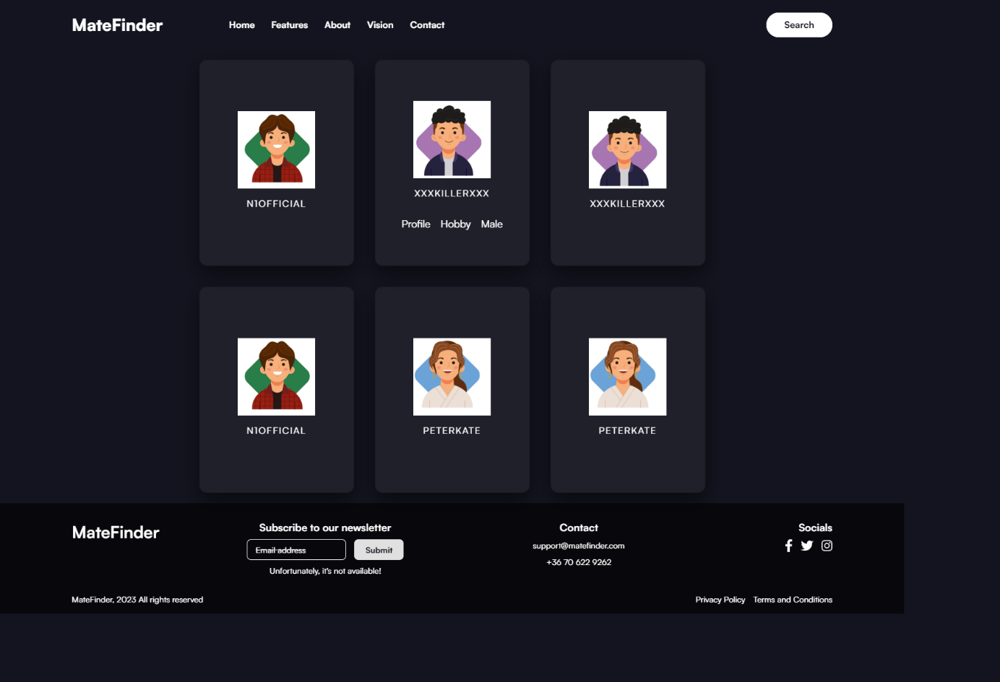 MateFinder
Home Features About Vision Contact
Search
N1OFFICIAL
XXXKILLERXXX
Profile Hobby Male
XXXKILLERXXX
N1OFFICIAL
PETERKATE
PETERKATE
MateFinder
Subscribe to our newsletter
Email address
Submit
Unfortunately, it's not available!
Contact
support@matefinder.com
+36 70 622 9262
Socials
MateFinder, 2023 All rights reserved
Privacy Policy Terms and Conditions